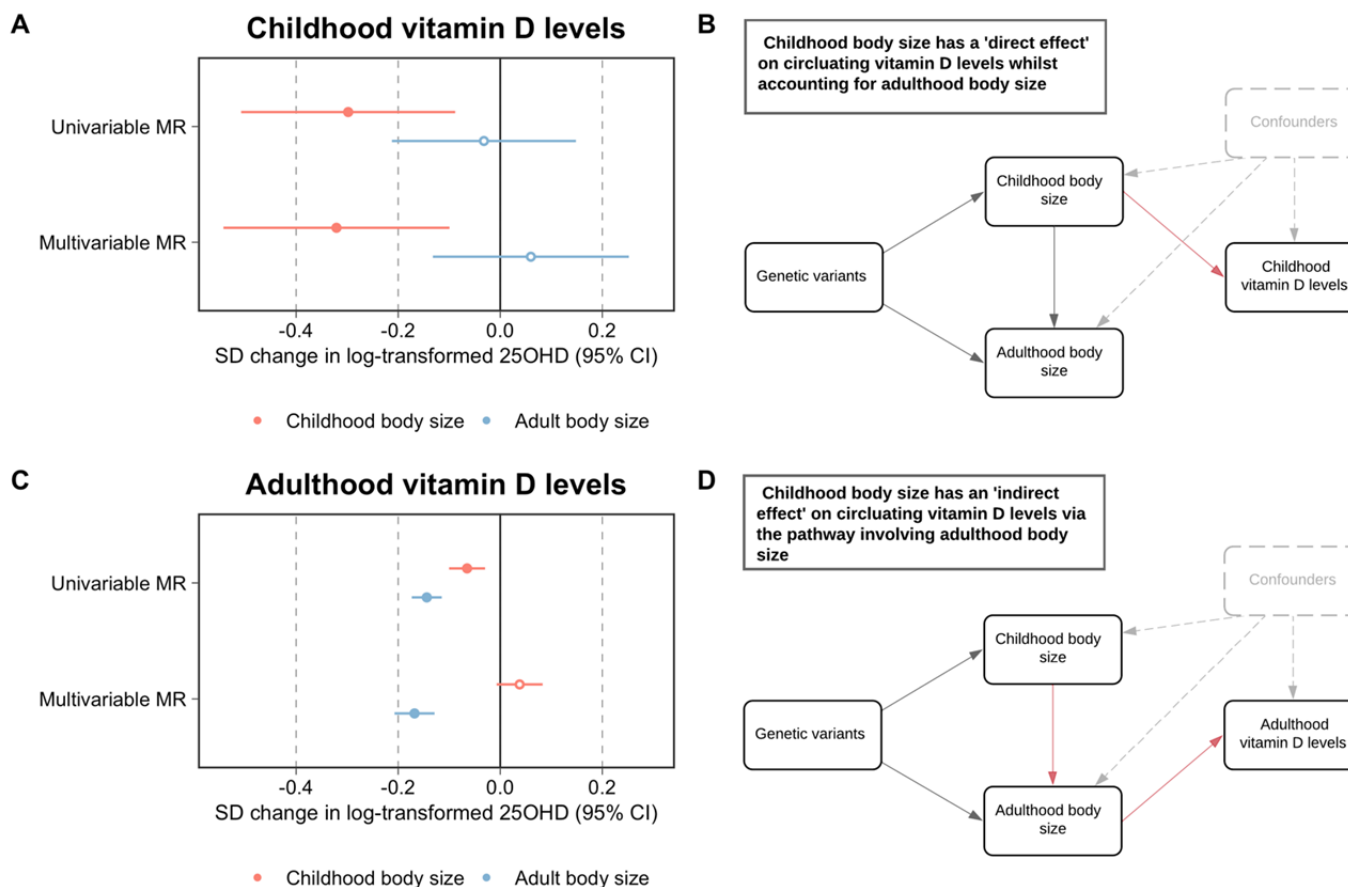 A
Childhood vitamin D levels
Univariable MR
Multivariable MR
-0.4 -0.2 0.0 0.2
SD change in log-transformed 25OHD (95% CI)
Childhood body size Adult body size
B
Childhood body size has a 'direct effect'
on circluating vitamin D levels whilst
accounting for adulthood body size
Confounders
Childhood body
size
Genetic variants
Childhood
vitamin D levels
Adulthood body
size
C
Adulthood vitamin D levels
Univariable MR
Multivariable MR
-0.4 -0.2 0.0 0.2
SD change in log-transformed 25OHD (95% CI)
Childhood body size Adult body size
D
Childhood body size has an 'indirect
effect' on circluating vitamin D levels via
the pathway involving adulthood body
size
Confounders
Childhood body
size
Genetic variants
Adulthood
vitamin D levels
Adulthood body
size